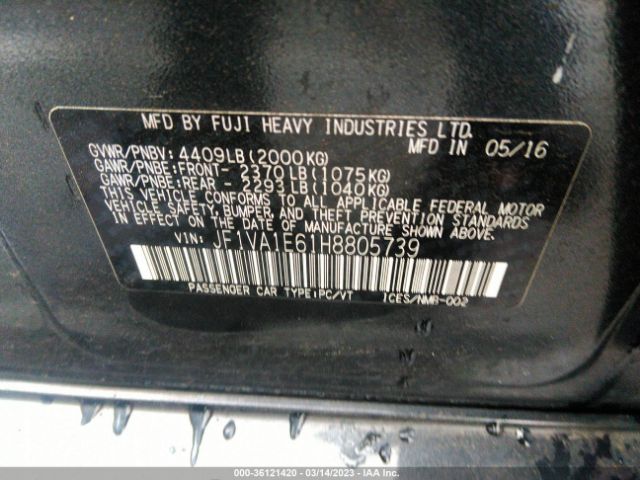 MFD BY FUJI HEAVY INDUSTRIES LTD.
MFD IN 05/16
GVWR/PNBV: 4409LB(2000KG)
GAWR/PNBE:FRONT- 2370LB(1075KG)
GAWR/PNBE:REAR - 2293LB(1040KG)
THIS VEHICLE CONFORMS TO ALL APPLICABLE FEDERAL MOTOR
VEHICLE SAFETY BUMPER, AND THEFT PREVENTION STANDARDS
IN EFFECT ON THE DATE OF MANUFACTURE SHOWN ABOVE.
VIN: JF1VA1E61H8805739
PASSENGER CAR TYPE:PC/VT ICES/NMB-002
000-36121420 - 03/14/2023 - IAA Inc.